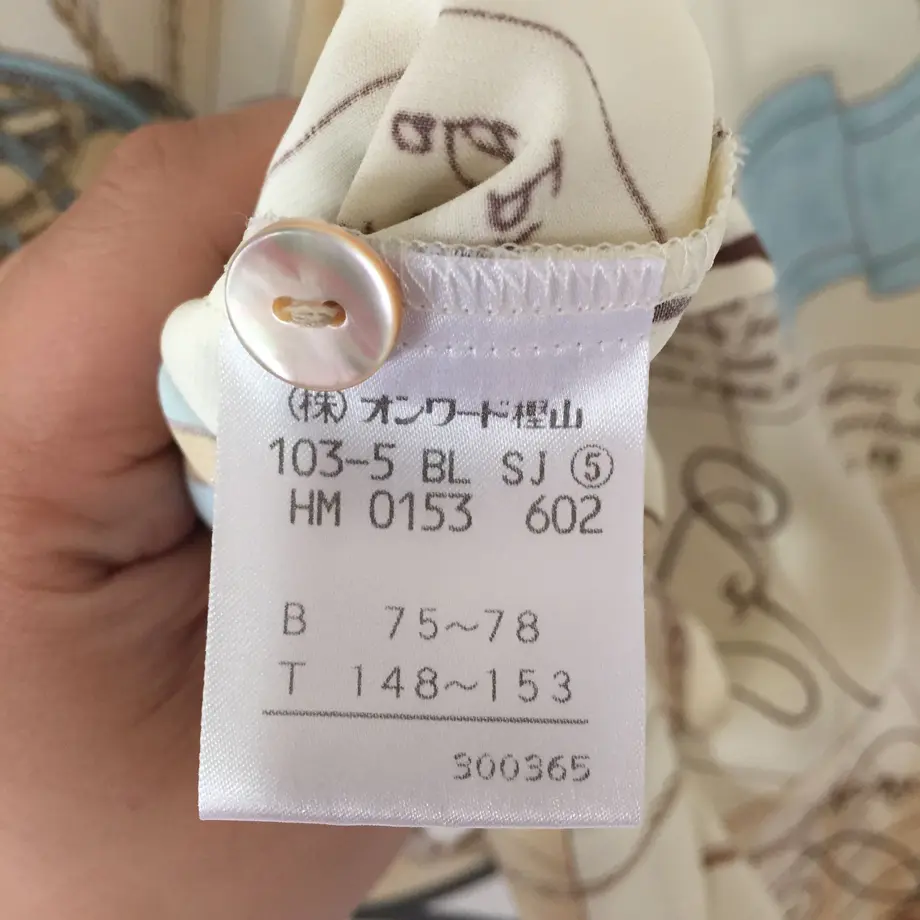 (株) オンワード樫山
103-5 BL SJ ⑤
HM 0153 602
B 75~78
T 148~153
300365